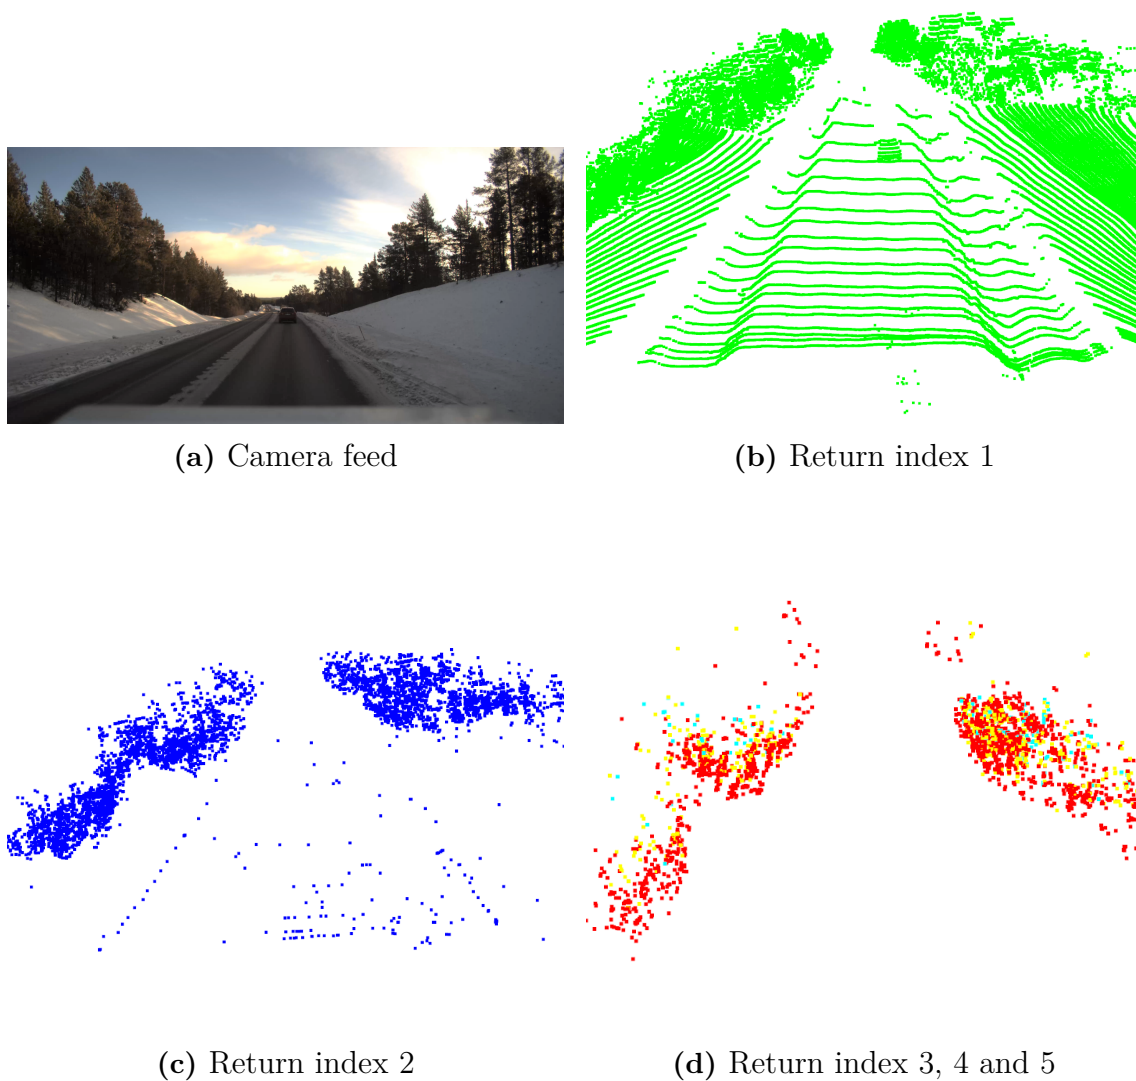 (a) Camera feed
(b) Return index 1
(c) Return index 2
(d) Return index 3, 4 and 5